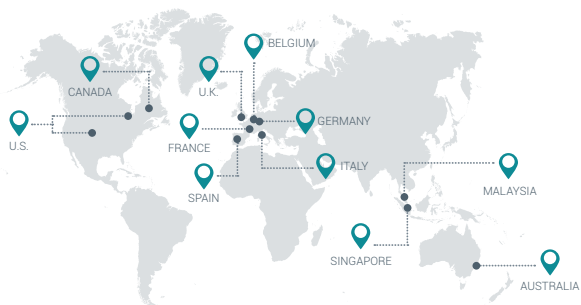 BELGIUM
CANADA
U.K.
GERMANY
U.S.
FRANCE
ITALY
SPAIN
MALAYSIA
SINGAPORE
AUSTRALIA